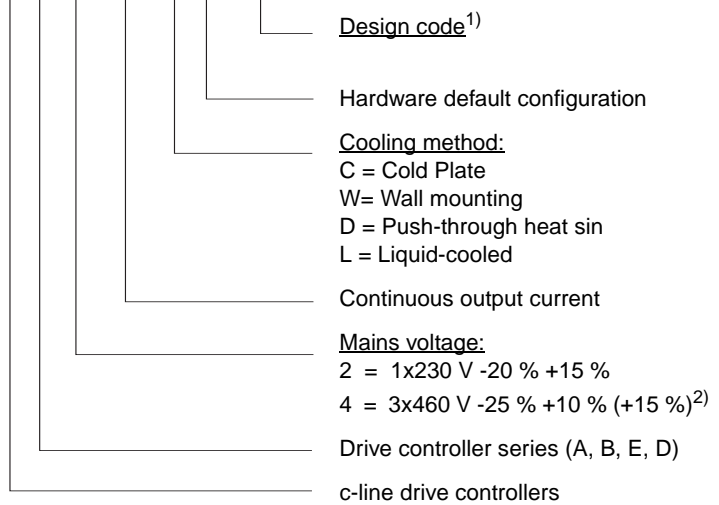 Design code1)
Hardware default configuration
Cooling method:
C = Cold Plate
W= Wall mounting
D = Push-through heat sin
L = Liquid-cooled
Continuous output current
Mains voltage:
2 = 1x230 V -20 % +15 %
4 = 3x460 V -25 % +10 % (+15 %)2)
Drive controller series (A, B, E, D)
c-line drive controllers